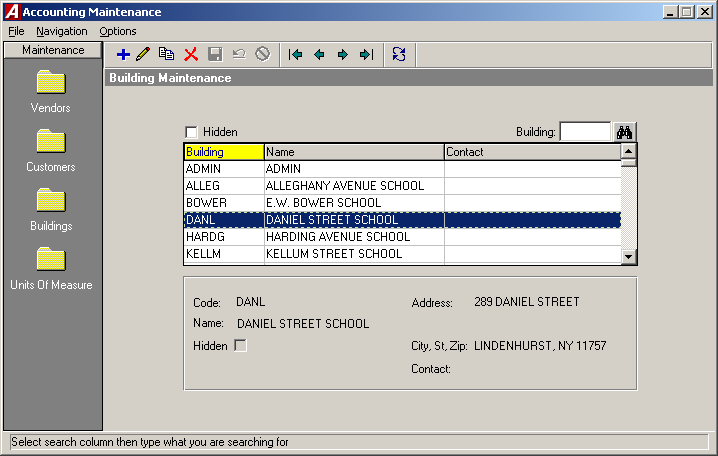 A Accounting Maintenance
File Navigation Options
Maintenance
Vendors
Customers
Buildings
Units Of Measure
Building Maintenance
Hidden Building:
Building Name Contact
ADMIN ADMIN
ALLEG ALLEGHANY AVENUE SCHOOL
BOWER E.W. BOWER SCHOOL
DANL DANIEL STREET SCHOOL
HARDG HARDING AVENUE SCHOOL
KELLM KELLUM STREET SCHOOL
Code: DANL Address: 289 DANIEL STREET
Name: DANIEL STREET SCHOOL
Hidden City, St, Zip: LINDENHURST, NY 11757
Contact:
Select search column then type what you are searching for